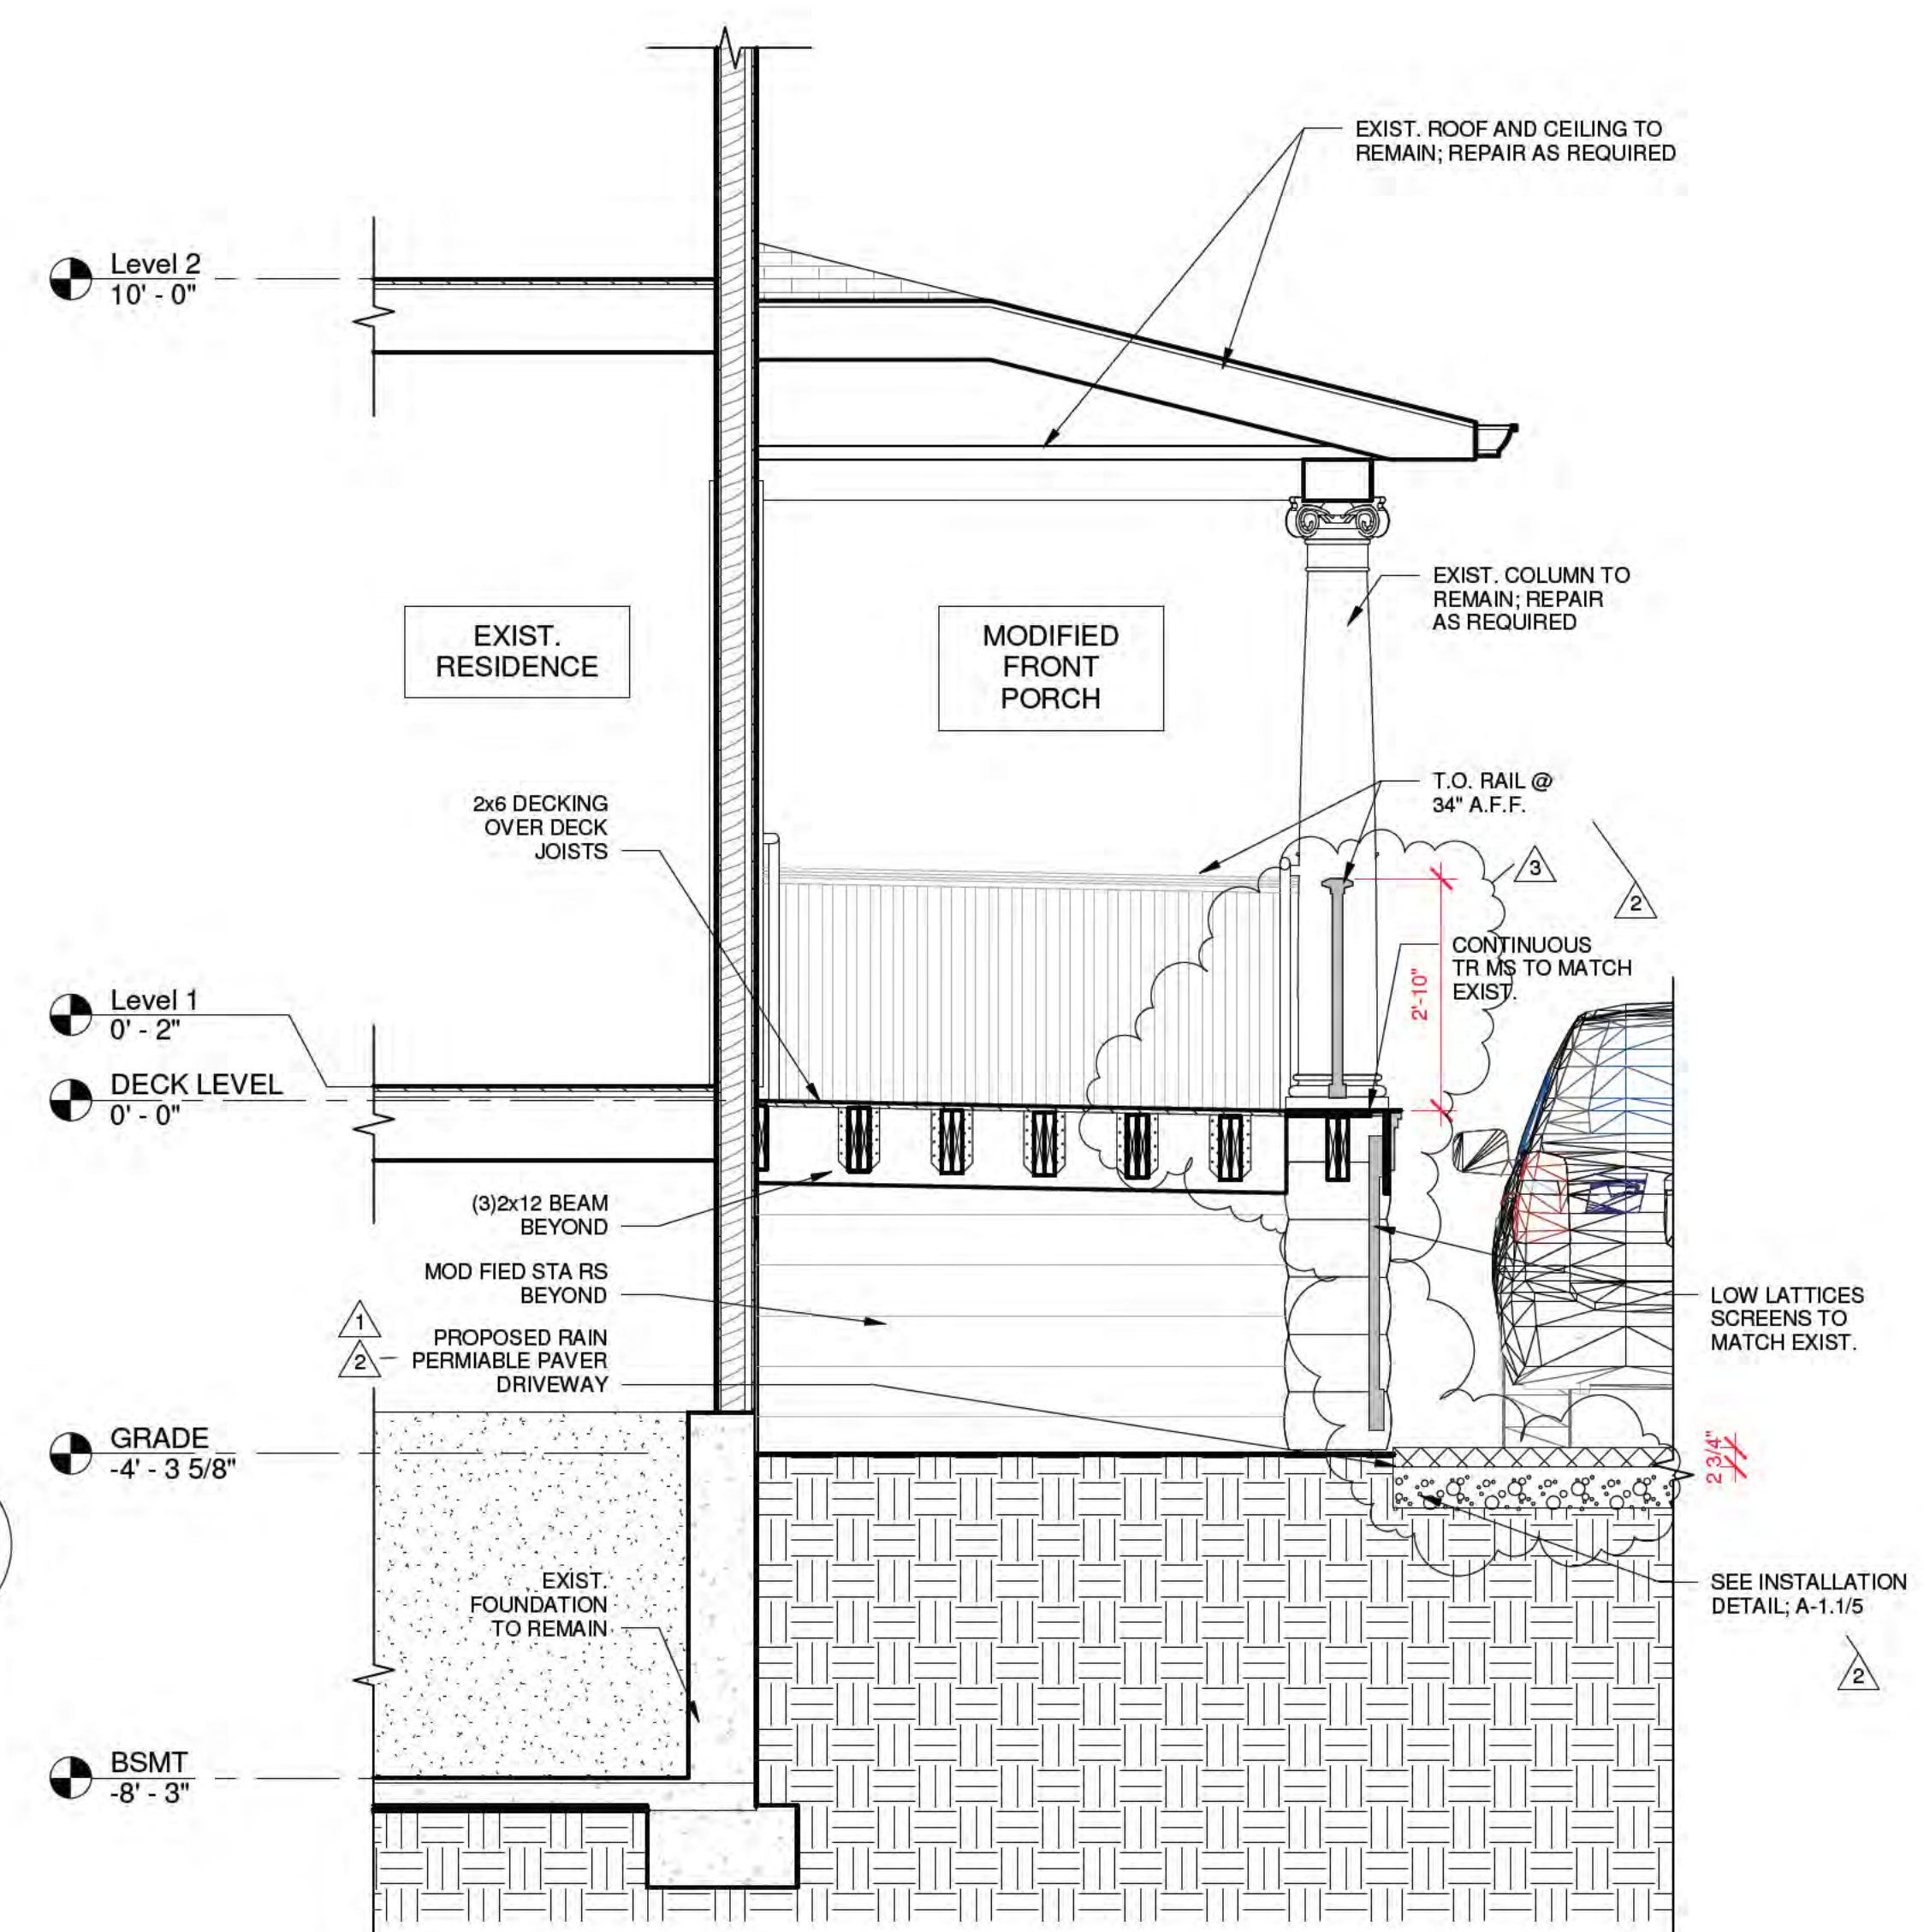 EXIST. ROOF AND CEILING TO
REMAIN; REPAIR AS REQUIRED
Level 2
10' - 0"
EXIST. COLUMN TO
REMAIN; REPAIR
AS REQUIRED
EXIST.
RESIDENCE
MODIFIED
FRONT
PORCH
T.O. RAIL @
34" A.F.F.
2x6 DECKING
OVER DECK
JOISTS
3
2
CONTINUOUS
TR MS TO MATCH
EXIST.
2'-10"
Level 1
0' - 2"
DECK LEVEL
0' - 0"
(3)2x12 BEAM
BEYOND
MOD FIED STA RS
BEYOND
1
2
PROPOSED RAIN
PERMIABLE PAVER
DRIVEWAY
LOW LATTICES
SCREENS TO
MATCH EXIST.
GRADE
-4' - 3 5/8"
2 3/4"
EXIST.
FOUNDATION
TO REMAIN
SEE INSTALLATION
DETAIL; A-1.1/5
2
BSMT
-8' - 3"